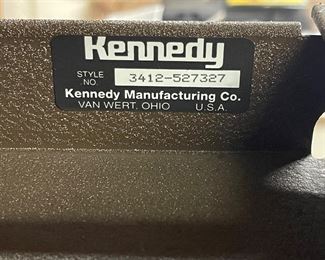 Kennedy
STYLE NO. 3412-527327
Kennedy Manufacturing Co.
VAN WERT, OHIO U.S.A.